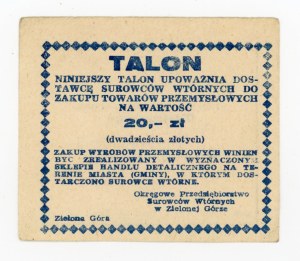 TALON
NINIEJSZY TALON UPOWAŻNIA DOS-
TAWCĘ SUROWCÓW WTÓRNYCH DO
ZAKUPU TOWARÓW PRZEMYSŁOWYCH
NA WARTOŚĆ
20,– zł
(dwadzieścia złotych)
ZAKUP WYROBÓW PRZEMYSŁOWYCH WINIEN
BYĆ ZREALIZOWANY W WYZNACZONYM
SKLEPIE HANDLU DETALICZNEGO NA TE-
RENIE MIASTA (GMINY), W KTÓRYM DOS-
TARCZONO SUROWCE WTÓRNE.
Okręgowe Przedsiębiorstwo
Surowców Wtórnych
w Zielonej Górze
Zielona Góra